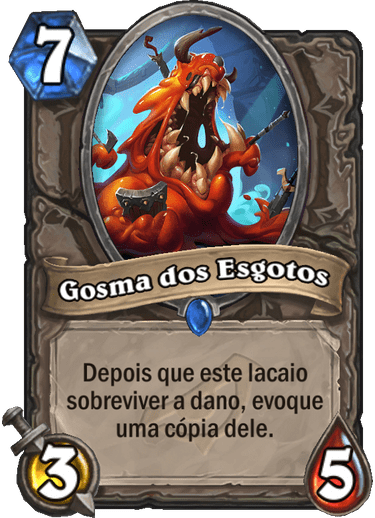 7
Gosma dos Esgotos
Depois que este lacaio
sobreviver a dano, evoque
uma cópia dele.
3
5